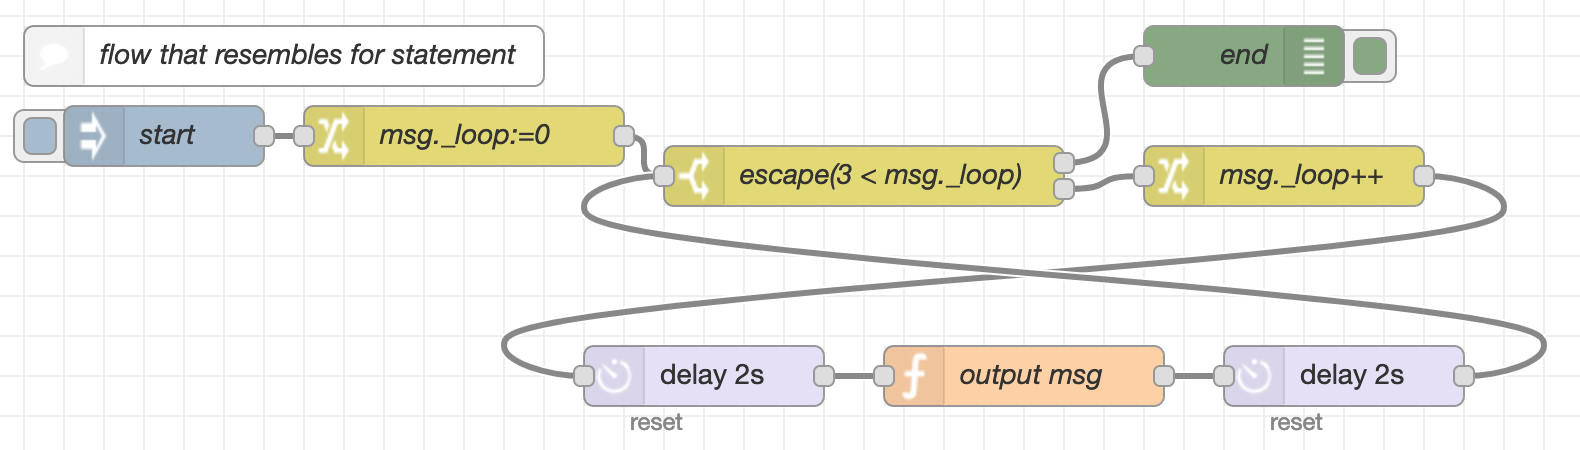 flow that resembles for statement
end
start
msg._loop:=0
escape(3 < msg._loop)
msg._loop++
delay 2s
output msg
delay 2s
reset
reset